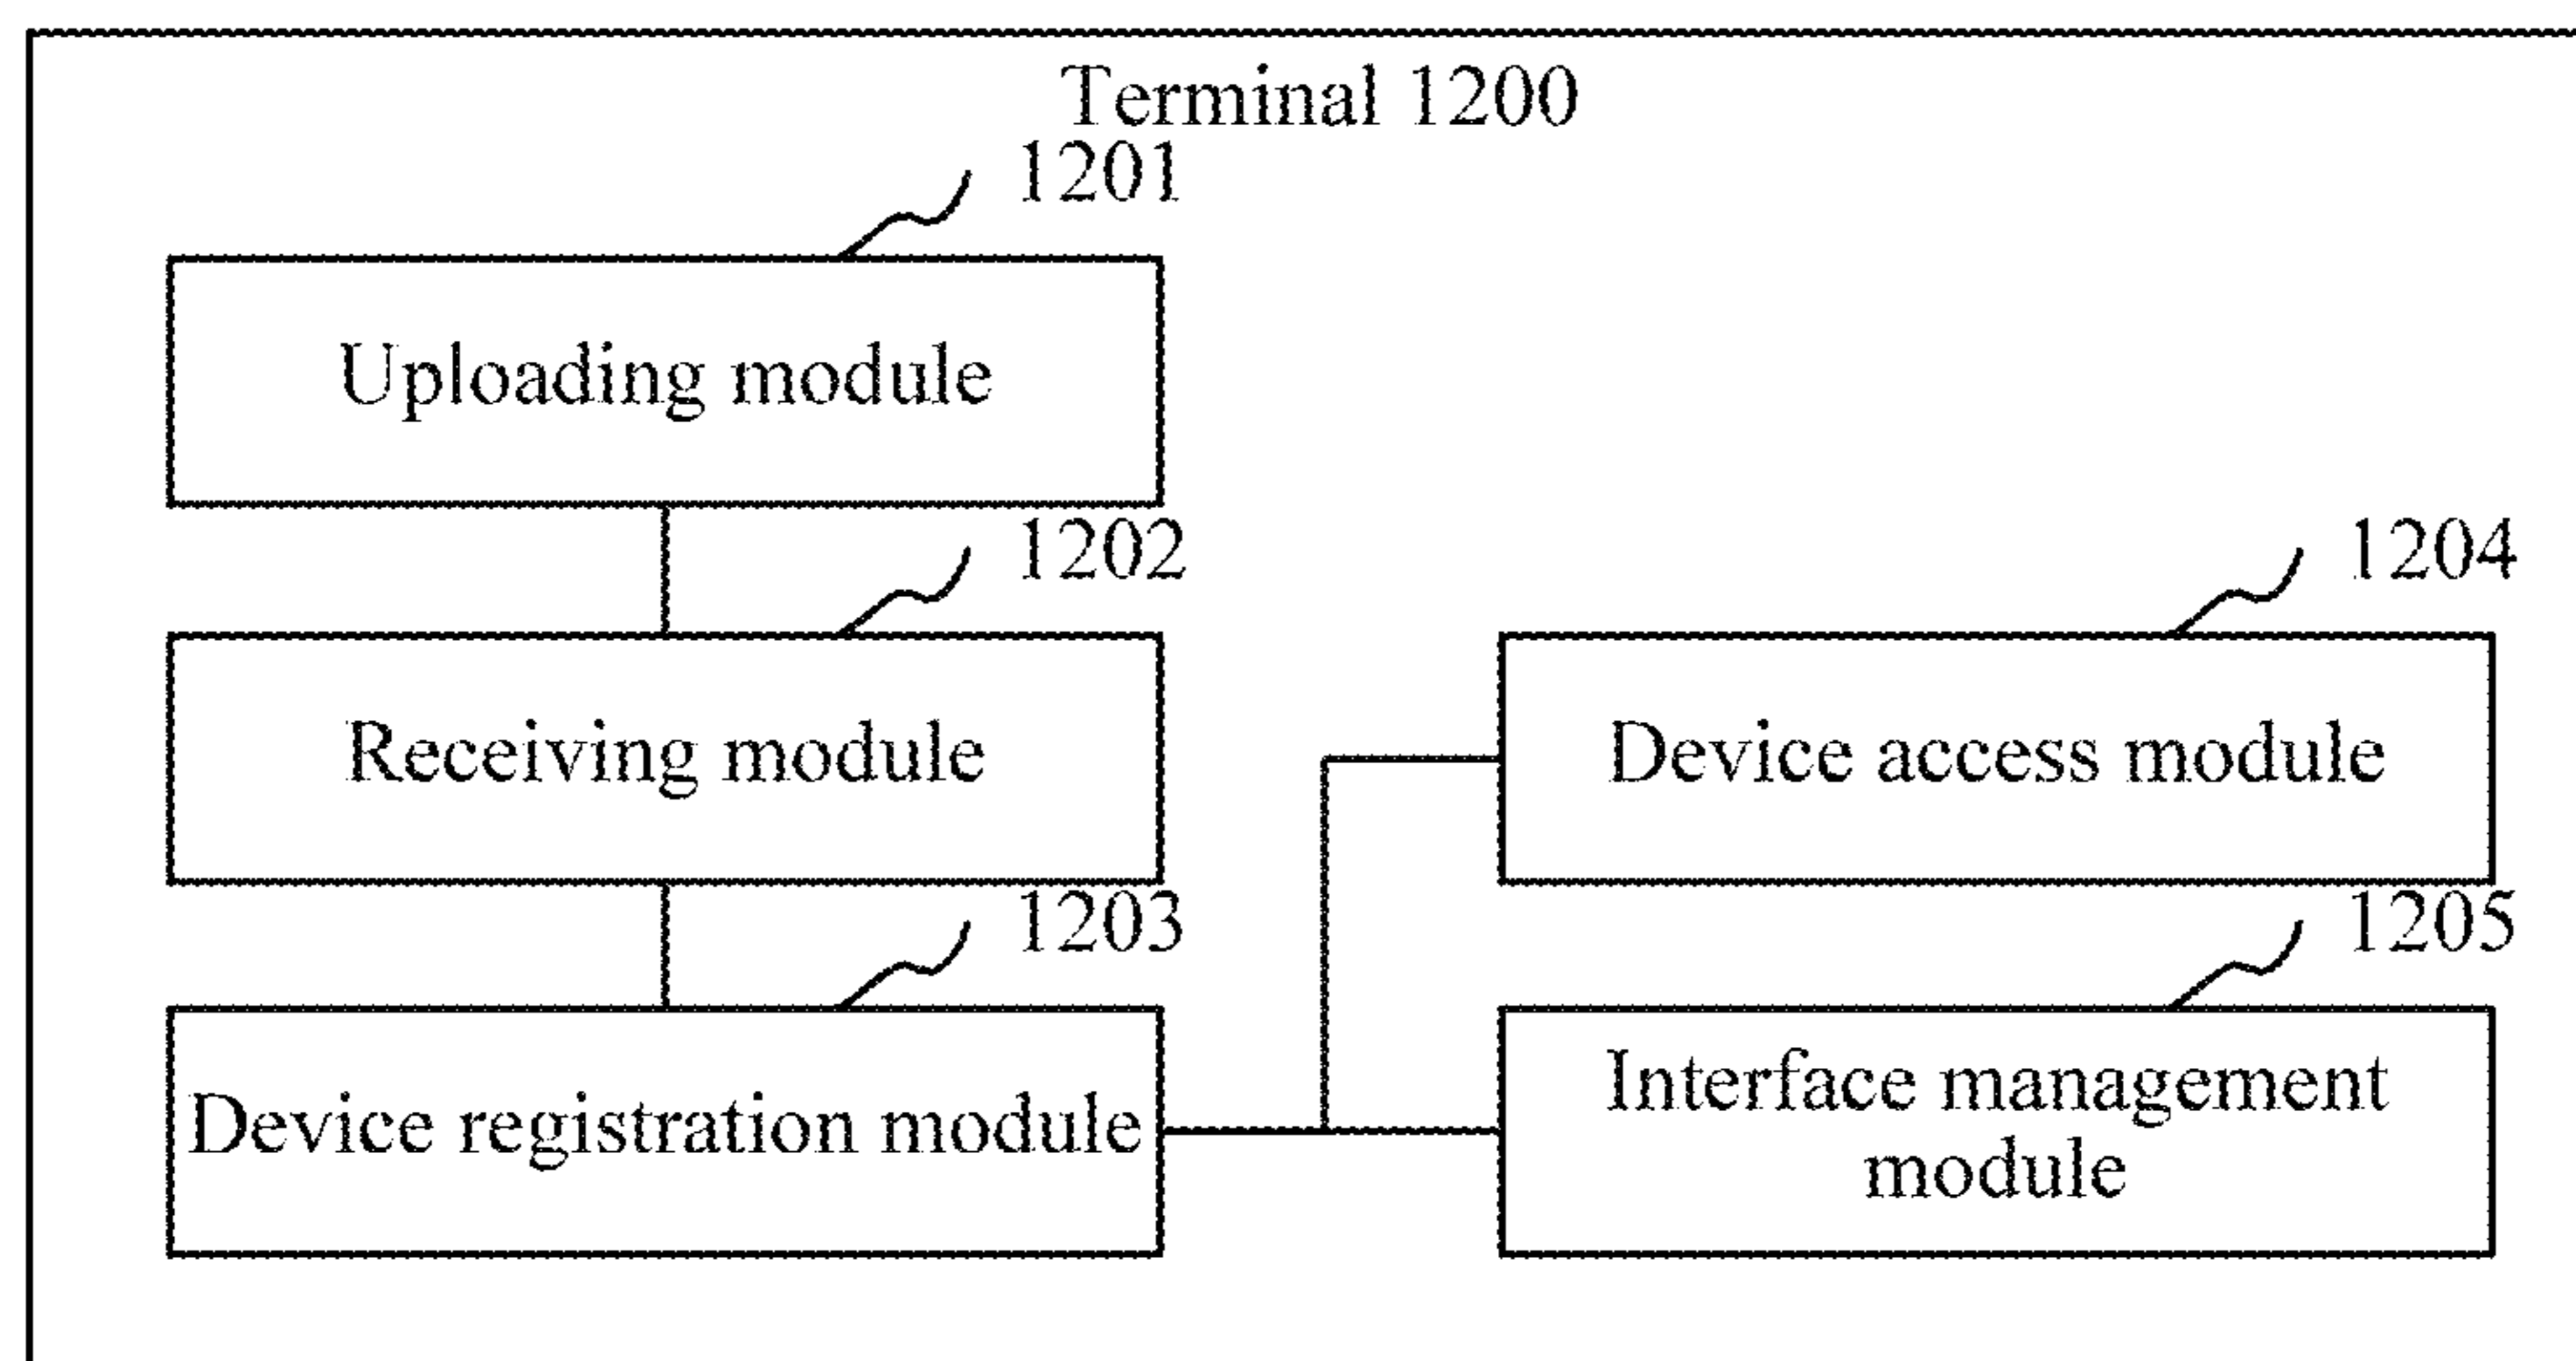 Terminal 1200
1201
Uploading module
1202
Receiving module
1203
Device registration module
1204
Device access module
1205
Interface management
module